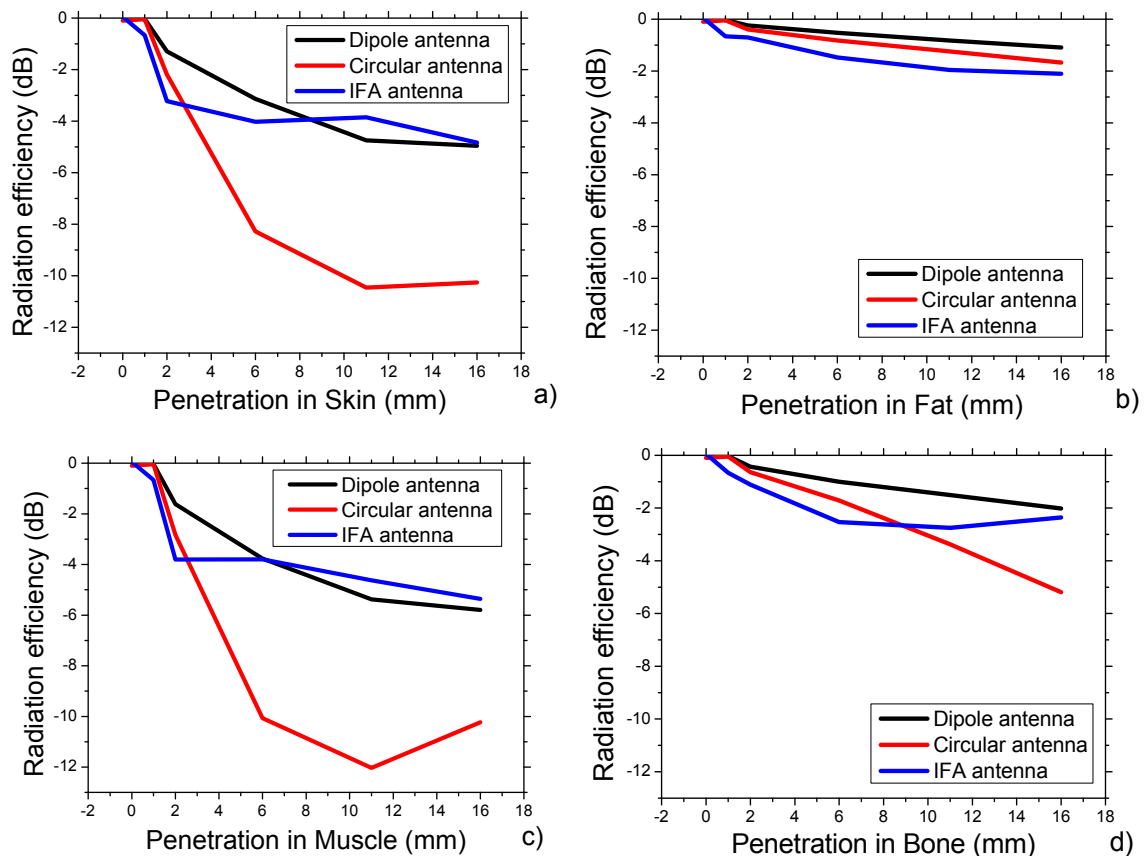 Radiation efficiency (dB)
0
-2
-4
-6
-8
-10
-12
Dipole antenna
Circular antenna
IFA antenna
-2 0 2 4 6 8 10 12 14 16 18
Penetration in Skin (mm)
a)
Radiation efficiency (dB)
0
-2
-4
-6
-8
-10
-12
Dipole antenna
Circular antenna
IFA antenna
-2 0 2 4 6 8 10 12 14 16 18
Penetration in Fat (mm)
b)
Radiation efficiency (dB)
0
-2
-4
-6
-8
-10
-12
Dipole antenna
Circular antenna
IFA antenna
-2 0 2 4 6 8 10 12 14 16 18
Penetration in Muscle (mm)
c)
Radiation efficiency (dB)
0
-2
-4
-6
-8
-10
-12
Dipole antenna
Circular antenna
IFA antenna
-2 0 2 4 6 8 10 12 14 16 18
Penetration in Bone (mm)
d)